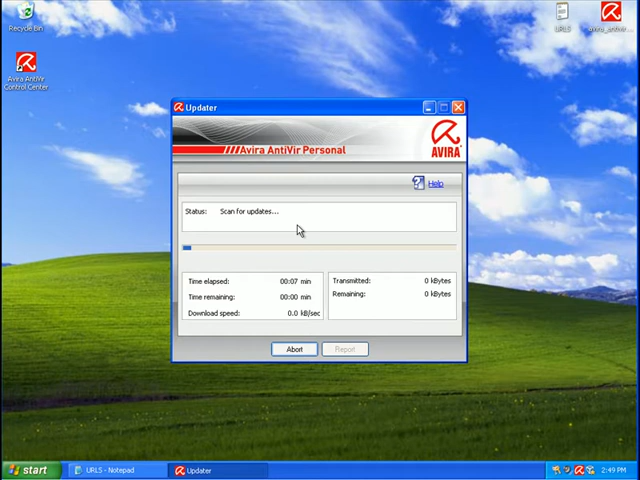 Recycle Bin
URLS
avira_antivir...
Avira AntiVir
Control Center
Updater
Avira AntiVir Personal
AVIRA
Help
Status: Scan for updates...
Time elapsed: 00:07 min
Time remaining: 00:00 min
Download speed: 0.0 kB/sec
Transmitted: 0 kBytes
Remaining: 0 kBytes
Abort
Report
start
URLS - Notepad
Updater
2:49 PM